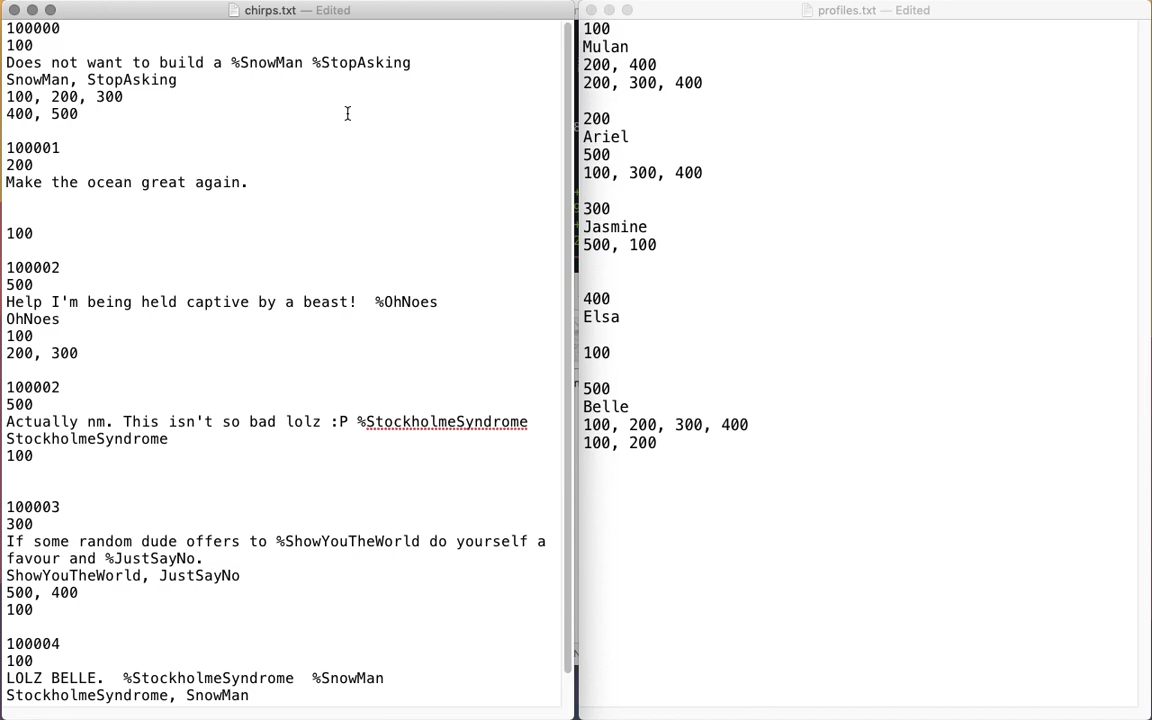 chirps.txt — Edited
100000
100
Does not want to build a %SnowMan %StopAsking
SnowMan, StopAsking
100, 200, 300
400, 500
100001
200
Make the ocean great again.
100
100002
500
Help I'm being held captive by a beast!  %OhNoes
OhNoes
100
200, 300
100002
500
Actually nm. This isn't so bad lolz :P %StockholmeSyndrome
StockholmeSyndrome
100
100003
300
If some random dude offers to %ShowYouTheWorld do yourself a
favour and %JustSayNo.
ShowYouTheWorld, JustSayNo
500, 400
100
100004
100
LOLZ BELLE.  %StockholmeSyndrome  %SnowMan
StockholmeSyndrome, SnowMan
profiles.txt — Edited
100
Mulan
200, 400
200, 300, 400
200
Ariel
500
100, 300, 400
300
Jasmine
500, 100
400
Elsa
100
500
Belle
100, 200, 300, 400
100, 200